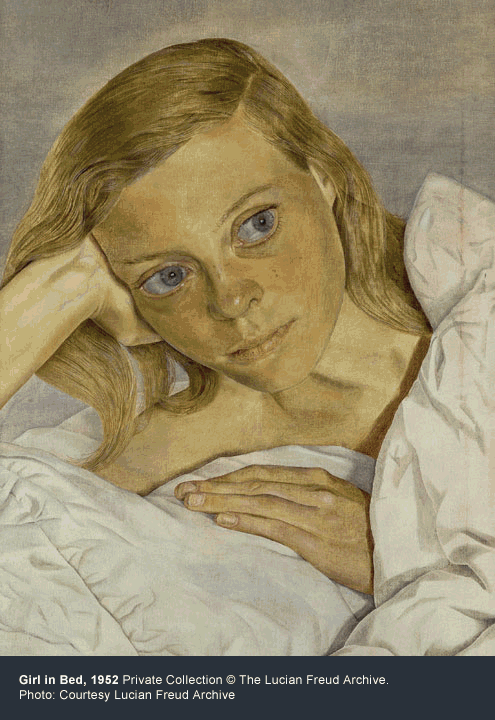 Girl in Bed, 1952 Private Collection © The Lucian Freud Archive.
Photo: Courtesy Lucian Freud Archive